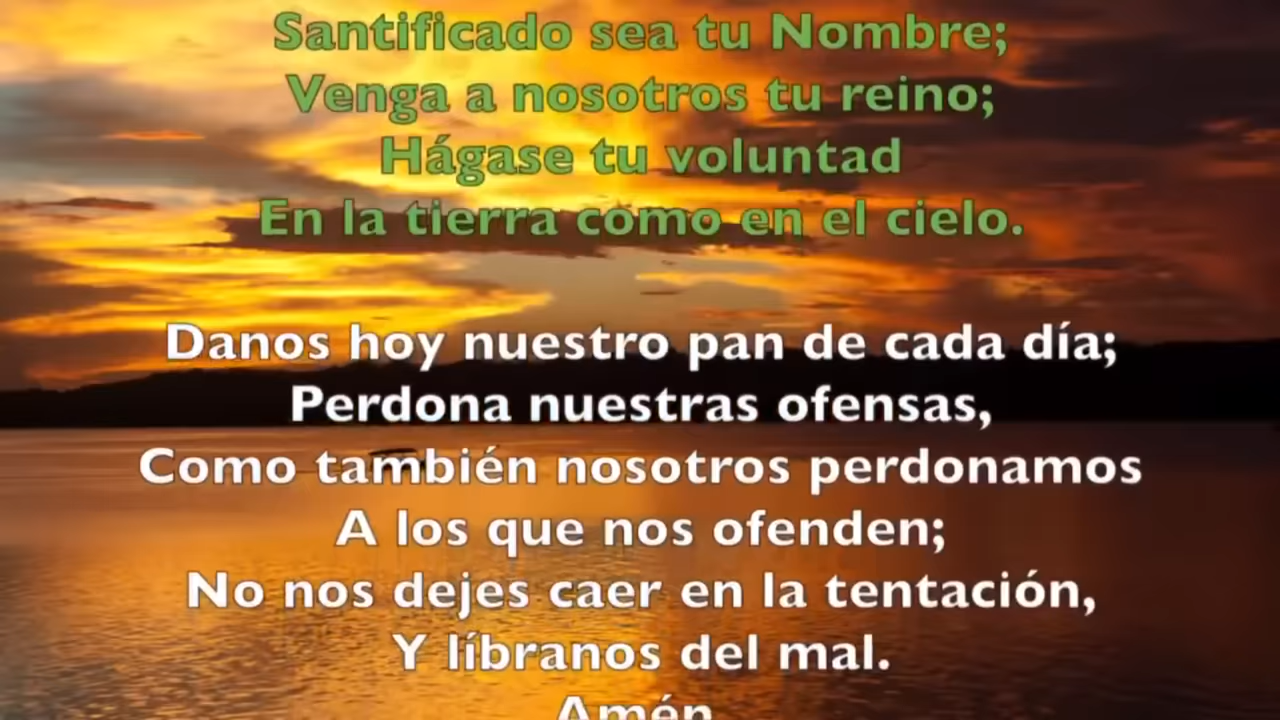 Santificado sea tu Nombre;
Venga a nosotros tu reino;
Hágase tu voluntad
En la tierra como en el cielo.
Danos hoy nuestro pan de cada día;
Perdona nuestras ofensas,
Como también nosotros perdonamos
A los que nos ofenden;
No nos dejes caer en la tentación,
Y líbranos del mal.
Amén